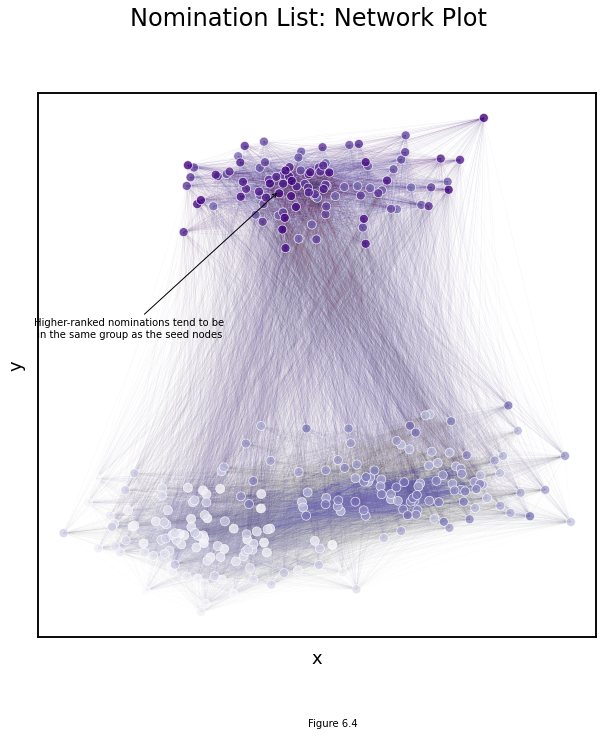 Nomination List: Network Plot
Higher-ranked nominations tend to be
in the same group as the seed nodes
y
x
Figure 6.4